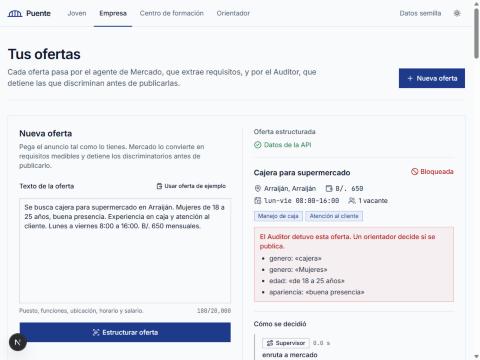 Puente
Joven
Empresa
Centro de formación
Orientador
Datos semilla
Tus ofertas
Cada oferta pasa por el agente de Mercado, que extrae requisitos, y por el Auditor, que
detiene las que discriminan antes de publicarlas.
+ Nueva oferta
Nueva oferta
Pega el anuncio tal como lo tienes. Mercado lo convierte en
requisitos medibles y detiene los discriminatorios antes de
publicarlo.
Texto de la oferta
Usar oferta de ejemplo
Se busca cajera para supermercado en Arraiján. Mujeres de 18 a
25 años, buena presencia. Experiencia en caja y atención al
cliente. Lunes a viernes 8:00 a 16:00. B/. 650 mensuales.
Puesto, funciones, ubicación, horario y salario.
180/20,000
Estructurar oferta
N
Oferta estructurada
Datos de la API
Cajera para supermercado
Bloqueada
Arraiján, Arraiján
B/. 650
lun-vie 08:00-16:00
1 vacante
Manejo de caja
Atención al cliente
El Auditor detuvo esta oferta. Un orientador decide si se
publica.
genero: «cajera»
genero: «Mujeres»
edad: «de 18 a 25 años»
apariencia: «buena presencia»
Cómo se decidió
Supervisor
0.0 s
enruta a mercado